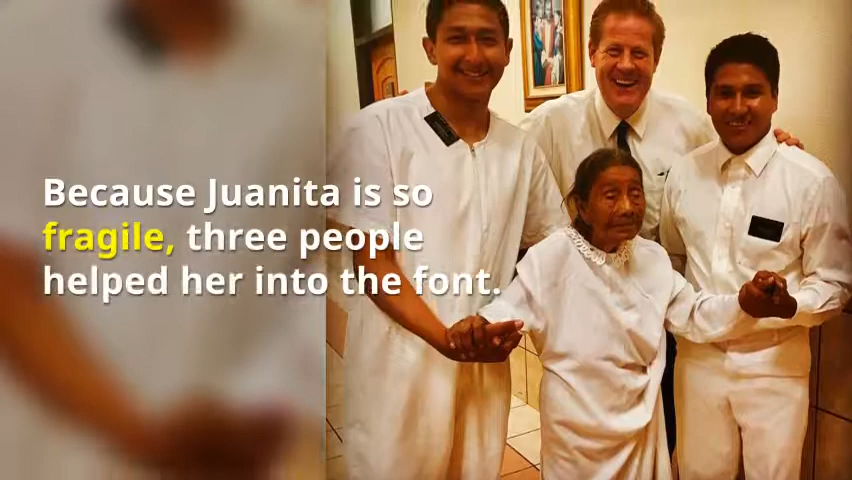 Because Juanita is so
fragile, three people
helped her into the font.